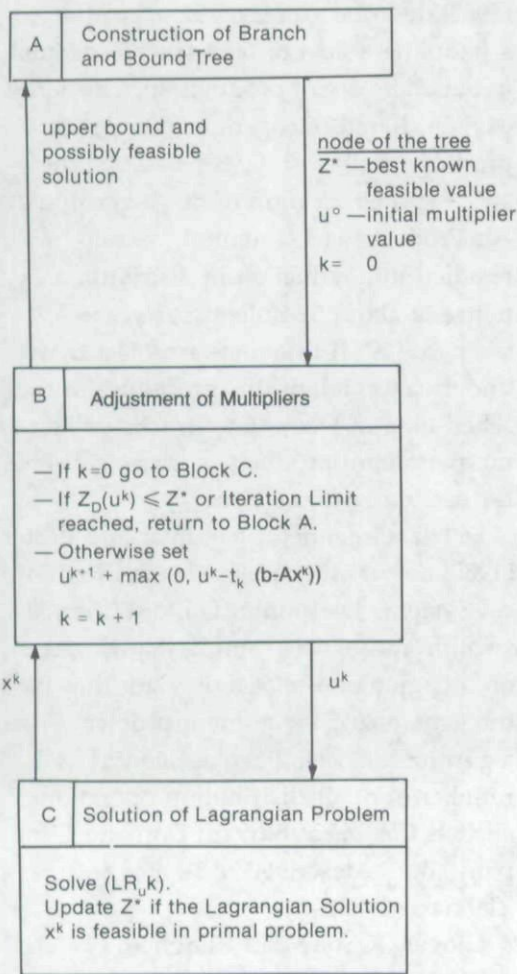 A Construction of Branch
and Bound Tree
upper bound and
possibly feasible
solution
node of the tree
Z* — best known
feasible value
u° — initial multiplier
value
k= 0
B Adjustment of Multipliers
— If k=0 go to Block C.
— If Z_D(u^k) ≤ Z* or Iteration Limit
reached, return to Block A.
— Otherwise set
u^{k+1} + max (0, u^k - t_k (b-Ax^k))
k = k + 1
x^k
u^k
C Solution of Lagrangian Problem
Solve (LR_u k).
Update Z* if the Lagrangian Solution
x^k is feasible in primal problem.